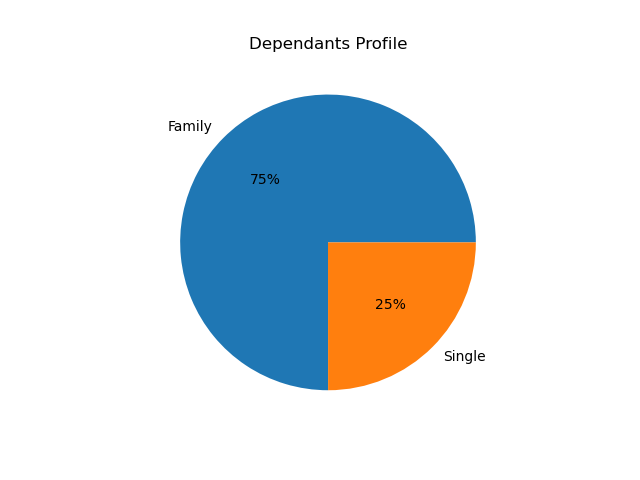 Dependants Profile
Family
75%
25%
Single